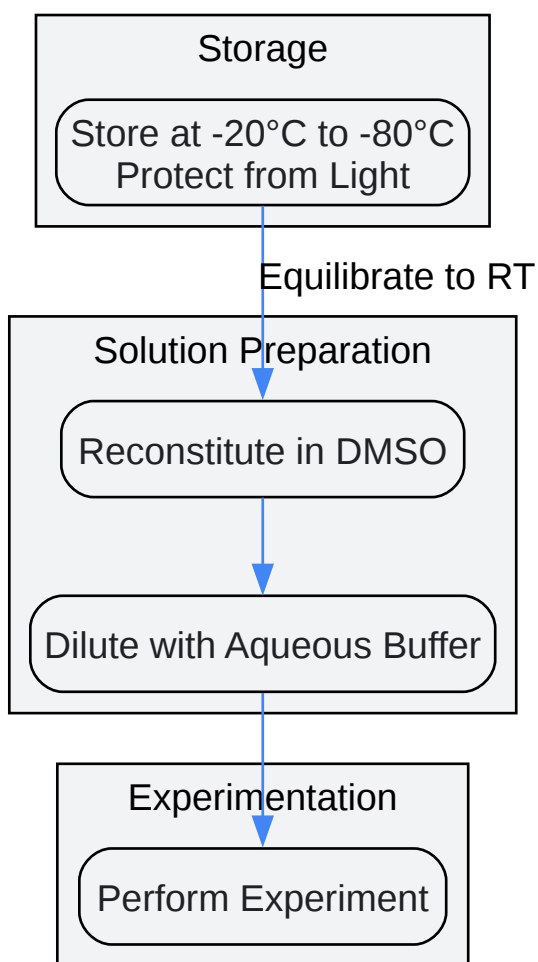 Storage
Store at -20°C to -80°C
Protect from Light
Equilibrate to RT
Solution Preparation
Reconstitute in DMSO
Dilute with Aqueous Buffer
Experimentation
Perform Experiment